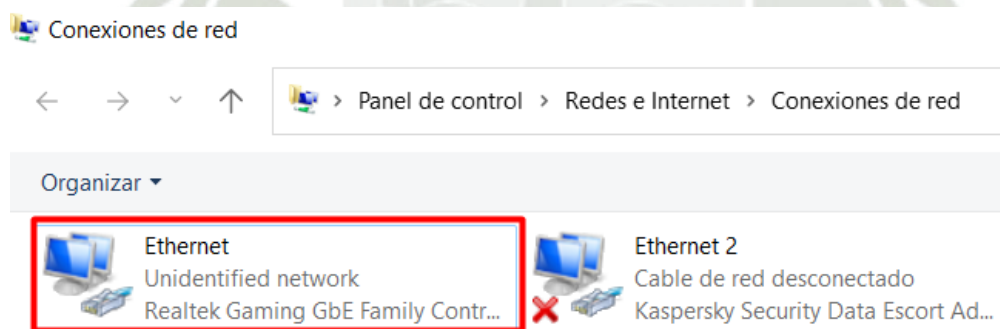 Conexiones de red
Panel de control > Redes e Internet > Conexiones de red
Organizar
Ethernet
Unidentified network
Realtek Gaming GbE Family Contr...
Ethernet 2
Cable de red desconectado
Kaspersky Security Data Escort Ad...